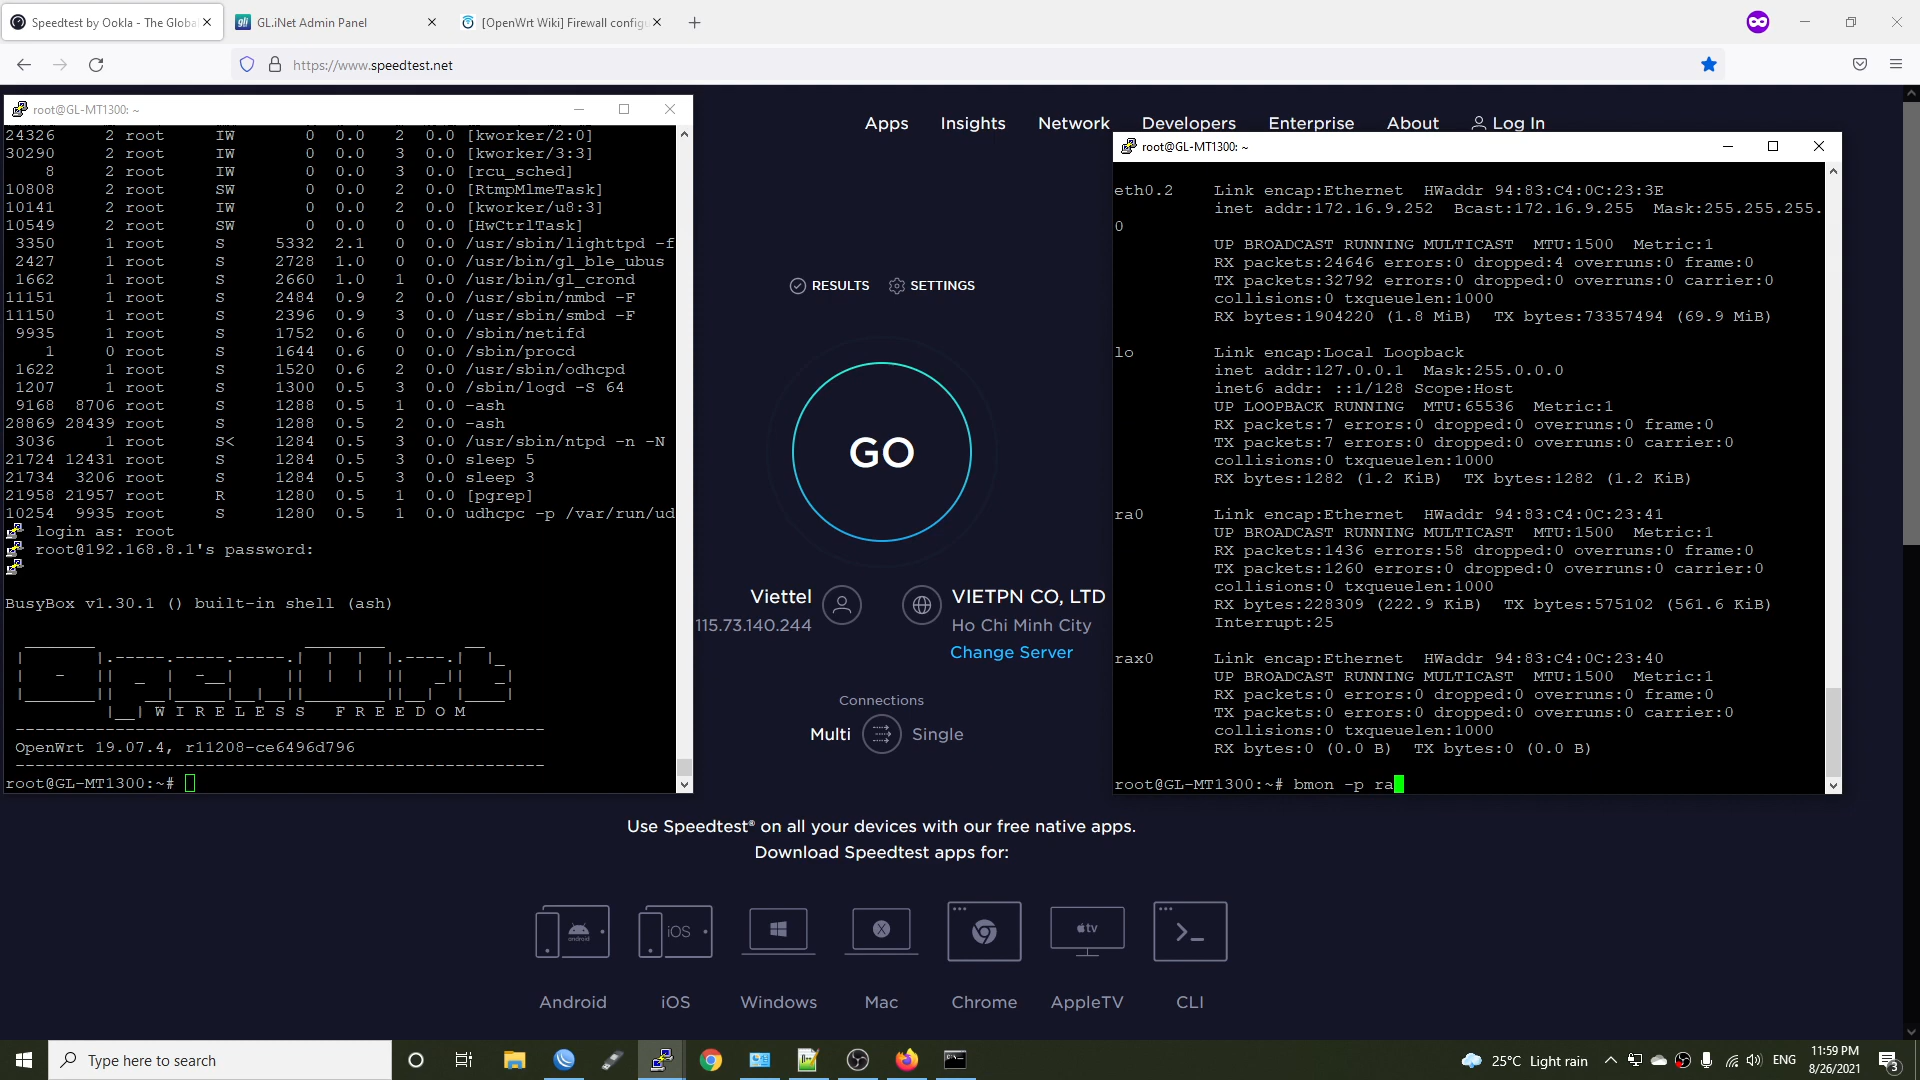 Speedtest by Ookla - The Global
GL.iNet Admin Panel
[OpenWrt Wiki] Firewall configu
https://www.speedtest.net
root@GL-MT1300: ~
24326     2 root     IW       0  0.0   2   0.0 [kworker/2:0]
30290     2 root     IW       0  0.0   3   0.0 [kworker/3:3]
8     2 root     IW       0  0.0   3   0.0 [rcu_sched]
10808     2 root     SW       0  0.0   2   0.0 [RtmpMlmeTask]
10141     2 root     IW       0  0.0   2   0.0 [kworker/u8:3]
10549     2 root     SW       0  0.0   0   0.0 [HwCtrlTask]
3350     1 root     S     5332  2.1   0   0.0 /usr/sbin/lighttpd -f
2427     1 root     S     2728  1.0   0   0.0 /usr/bin/gl_ble_ubus
1662     1 root     S     2660  1.0   1   0.0 /usr/bin/gl_crond
11151     1 root     S     2484  0.9   2   0.0 /usr/sbin/nmbd -F
11150     1 root     S     2396  0.9   3   0.0 /usr/sbin/smbd -F
9935     1 root     S     1752  0.6   0   0.0 /sbin/netifd
1     0 root     S     1644  0.6   0   0.0 /sbin/procd
1622     1 root     S     1520  0.6   2   0.0 /usr/sbin/odhcpd
1207     1 root     S     1300  0.5   3   0.0 /sbin/logd -S 64
9168  8706 root     S     1288  0.5   1   0.0 -ash
28869 28439 root     S     1288  0.5   2   0.0 -ash
3036     1 root     S<    1284  0.5   3   0.0 /usr/sbin/ntpd -n -N
21724 12431 root     S     1284  0.5   3   0.0 sleep 5
21734  3206 root     S     1284  0.5   3   0.0 sleep 3
21958 21957 root     R     1280  0.5   1   0.0 [pgrep]
10254  9935 root     S     1280  0.5   1   0.0 udhcpc -p /var/run/ud
login as: root
root@192.168.8.1's password:
BusyBox v1.30.1 () built-in shell (ash)
OpenWrt
W I R E L E S S   F R E E D O M
OpenWrt 19.07.4, r11208-ce6496d796
root@GL-MT1300:~#
Apps Insights Network Developers Enterprise About Log In
RESULTS SETTINGS
GO
Viettel
115.73.140.244
VIETPN CO, LTD
Ho Chi Minh City
Change Server
Connections
Multi Single
root@GL-MT1300: ~
eth0.2    Link encap:Ethernet  HWaddr 94:83:C4:0C:23:3E
inet addr:172.16.9.252  Bcast:172.16.9.255  Mask:255.255.255.
0
UP BROADCAST RUNNING MULTICAST  MTU:1500  Metric:1
RX packets:24646 errors:0 dropped:4 overruns:0 frame:0
TX packets:32792 errors:0 dropped:0 overruns:0 carrier:0
collisions:0 txqueuelen:1000
RX bytes:1904220 (1.8 MiB)  TX bytes:73357494 (69.9 MiB)
lo        Link encap:Local Loopback
inet addr:127.0.0.1  Mask:255.0.0.0
inet6 addr: ::1/128 Scope:Host
UP LOOPBACK RUNNING  MTU:65536  Metric:1
RX packets:7 errors:0 dropped:0 overruns:0 frame:0
TX packets:7 errors:0 dropped:0 overruns:0 carrier:0
collisions:0 txqueuelen:1000
RX bytes:1282 (1.2 KiB)  TX bytes:1282 (1.2 KiB)
ra0       Link encap:Ethernet  HWaddr 94:83:C4:0C:23:41
UP BROADCAST RUNNING MULTICAST  MTU:1500  Metric:1
RX packets:1436 errors:58 dropped:0 overruns:0 frame:0
TX packets:1260 errors:0 dropped:0 overruns:0 carrier:0
collisions:0 txqueuelen:1000
RX bytes:228309 (222.9 KiB)  TX bytes:575102 (561.6 KiB)
Interrupt:25
rax0      Link encap:Ethernet  HWaddr 94:83:C4:0C:23:40
UP BROADCAST RUNNING MULTICAST  MTU:1500  Metric:1
RX packets:0 errors:0 dropped:0 overruns:0 frame:0
TX packets:0 errors:0 dropped:0 overruns:0 carrier:0
collisions:0 txqueuelen:1000
RX bytes:0 (0.0 B)  TX bytes:0 (0.0 B)
root@GL-MT1300:~# bmon -p ra
Use Speedtest® on all your devices with our free native apps.
Download Speedtest apps for:
android iOS X tv
Android iOS Windows Mac Chrome AppleTV CLI
Type here to search
25°C Light rain
ENG
11:59 PM
8/26/2021
3